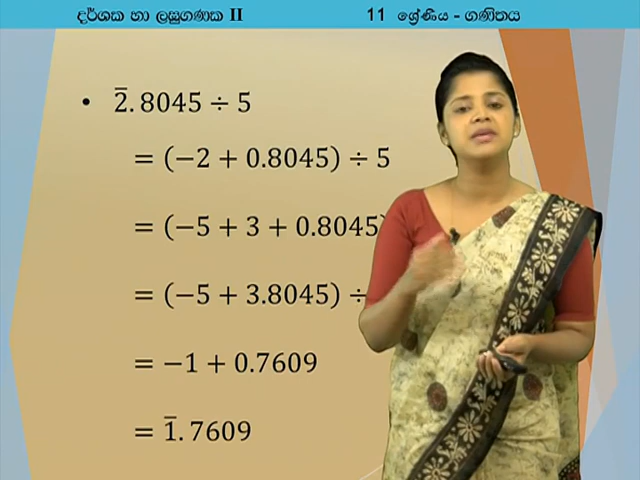 දර්ශක හා ලඝුගණක II 11 ශ්‍රේණිය - ගණිතය
• 2̅.8045 ÷ 5
= (−2 + 0.8045) ÷ 5
= (−5 + 3 + 0.8045)
= (−5 + 3.8045) ÷
= −1 + 0.7609
= 1̅.7609